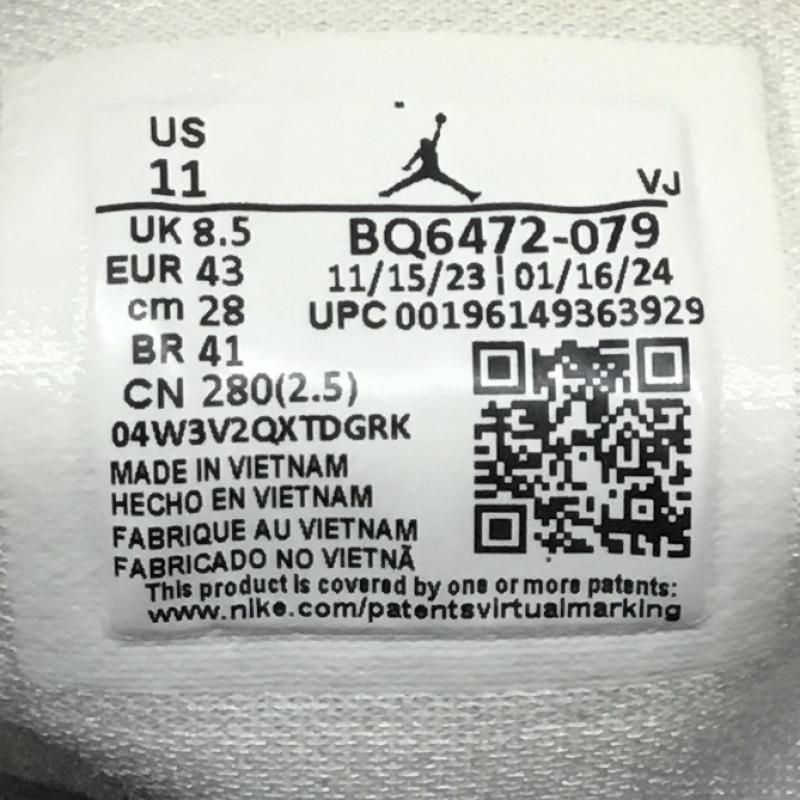 US
11
VJ
UK 8.5
BQ6472-079
EUR 43
11/15/23 | 01/16/24
cm 28
UPC 00196149363929
BR 41
CN 280(2.5)
04W3V2QXTDGRK
MADE IN VIETNAM
HECHO EN VIETNAM
FABRIQUE AU VIETNAM
FABRICADO NO VIETNÃ
This product is covered by one or more patents:
www.nike.com/patentsvirtualmarking